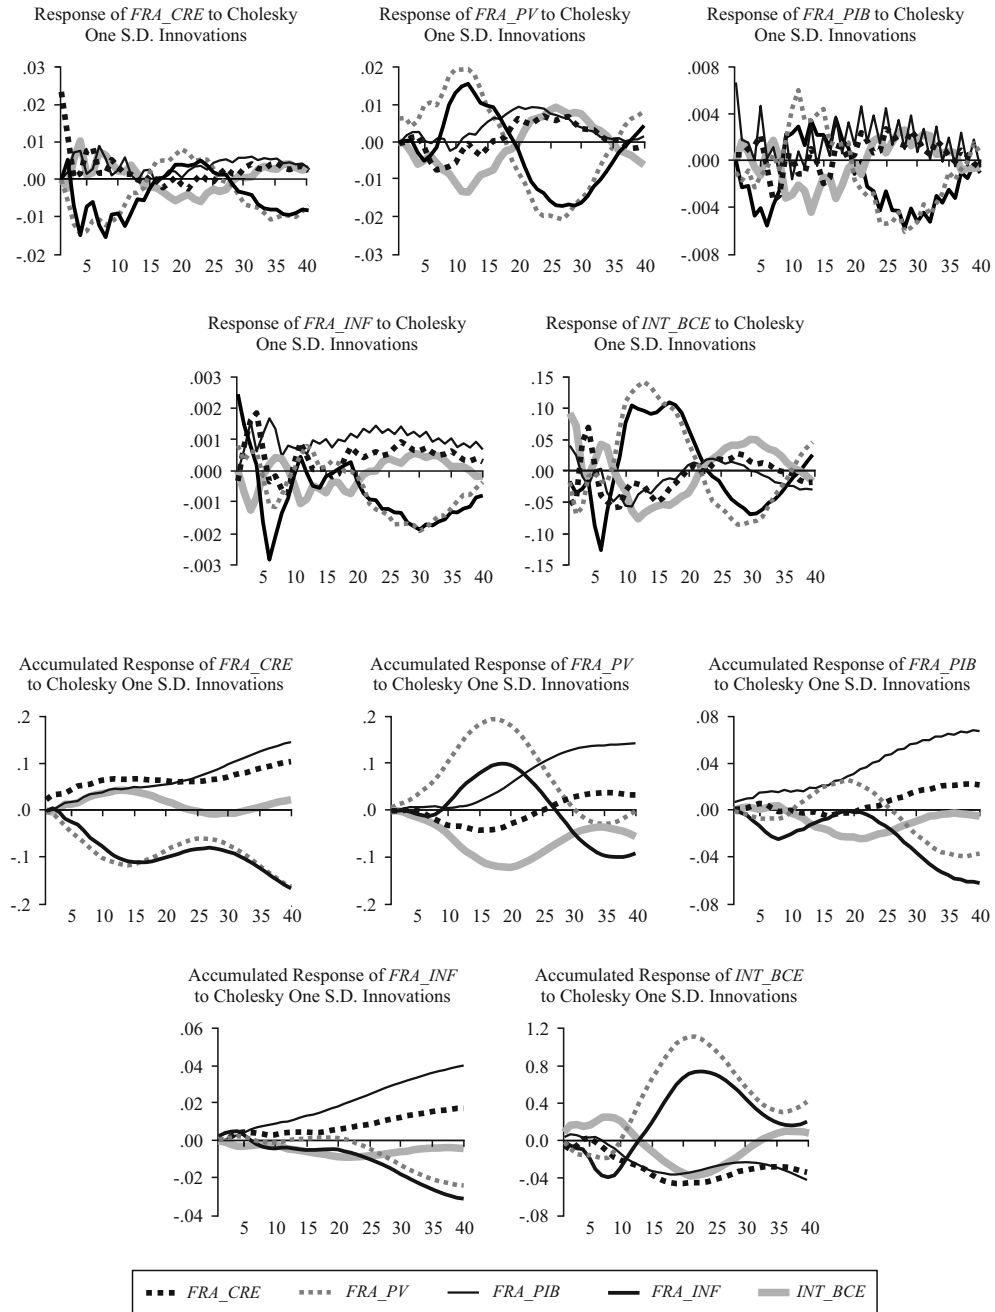 Response of FRA_CRE to Cholesky
One S.D. Innovations
Response of FRA_PV to Cholesky
One S.D. Innovations
Response of FRA_PIB to Cholesky
One S.D. Innovations
.03
.02
.01
.00
-.01
-.02
5 10 15 20 25 30 35 40
.02
.01
.00
-.01
-.02
-.03
5 10 15 20 25 30 35 40
.008
.004
.000
-.004
-.008
5 10 15 20 25 30 35 40
Response of FRA_INF to Cholesky
One S.D. Innovations
Response of INT_BCE to Cholesky
One S.D. Innovations
.003
.002
.001
.000
-.001
-.002
-.003
5 10 15 20 25 30 35 40
.15
.10
.05
.00
-.05
-.10
-.15
5 10 15 20 25 30 35 40
Accumulated Response of FRA_CRE
to Cholesky One S.D. Innovations
Accumulated Response of FRA_PV
to Cholesky One S.D. Innovations
Accumulated Response of FRA_PIB
to Cholesky One S.D. Innovations
.2
.1
.0
-.1
-.2
5 10 15 20 25 30 35 40
.2
.1
.0
-.1
-.2
5 10 15 20 25 30 35 40
.08
.04
.00
-.04
-.08
5 10 15 20 25 30 35 40
Accumulated Response of FRA_INF
to Cholesky One S.D. Innovations
Accumulated Response of INT_BCE
to Cholesky One S.D. Innovations
.06
.04
.02
.00
-.02
-.04
5 10 15 20 25 30 35 40
1.2
0.8
0.4
0.0
-.04
-.08
5 10 15 20 25 30 35 40
FRA_CRE FRA_PV FRA_PIB FRA_INF INT_BCE